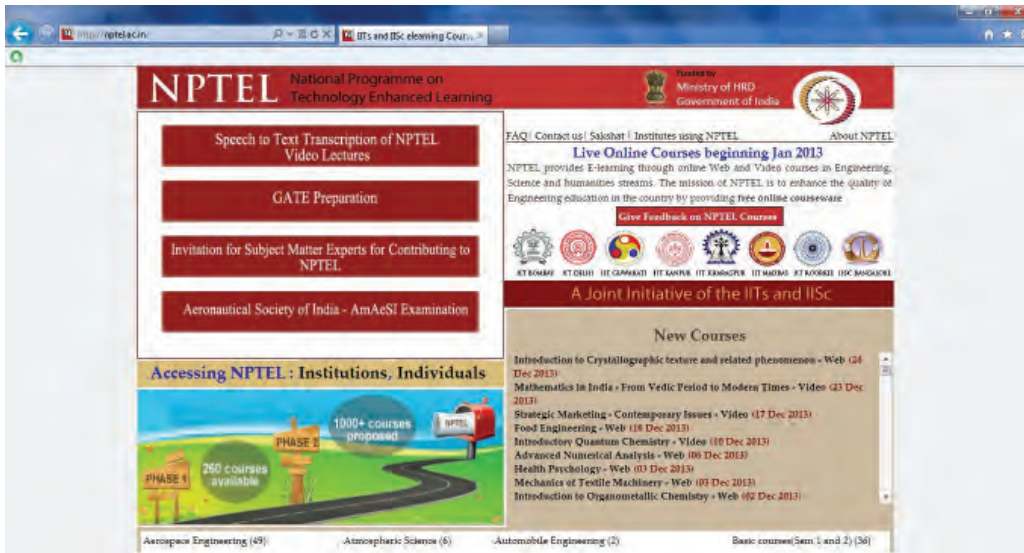 http://nptel.ac.in/
IITs and IISc elearning Cour...
NPTEL
National Programme on
Technology Enhanced Learning
Funded by
Ministry of HRD
Government of India
Speech to Text Transcription of NPTEL
Video Lectures
GATE Preparation
Invitation for Subject Matter Experts for Contributing to
NPTEL
Aeronautical Society of India - AmAeSI Examination
FAQ| Contact us| Sakshat | Institutes using NPTEL
About NPTEL
Live Online Courses beginning Jan 2013
NPTEL provides E-learning through online Web and Video courses in Engineering,
Science and humanities streams. The mission of NPTEL is to enhance the quality of
Engineering education in the country by providing free online courseware
Give Feedback on NPTEL Courses
IIT BOMBAY IIT DELHI IIT GUWAHATI IIT KANPUR IIT KHARAGPUR IIT MADRAS IIT ROORKEE IISC BANGALORE
A Joint Initiative of the IITs and IISc
New Courses
Introduction to Crystallographic texture and related phenomenon - Web (24
Dec 2013)
Mathematics in India - From Vedic Period to Modern Times - Video (23 Dec
2013)
Strategic Marketing - Contemporary Issues - Video (17 Dec 2013)
Food Engineering - Web (16 Dec 2013)
Introductory Quantum Chemistry - Video (10 Dec 2013)
Advanced Numerical Analysis - Web (06 Dec 2013)
Health Psychology - Web (03 Dec 2013)
Mechanics of Textile Machinery - Web (03 Dec 2013)
Introduction to Organometallic Chemistry - Web (02 Dec 2013)
Accessing NPTEL : Institutions, Individuals
PHASE 1
260 courses
available
PHASE 2
1000+ courses
proposed
NPTEL
Aerospace Engineering (49)
Atmospheric Science (6)
Automobile Engineering (2)
Basic courses(Sem 1 and 2) (36)